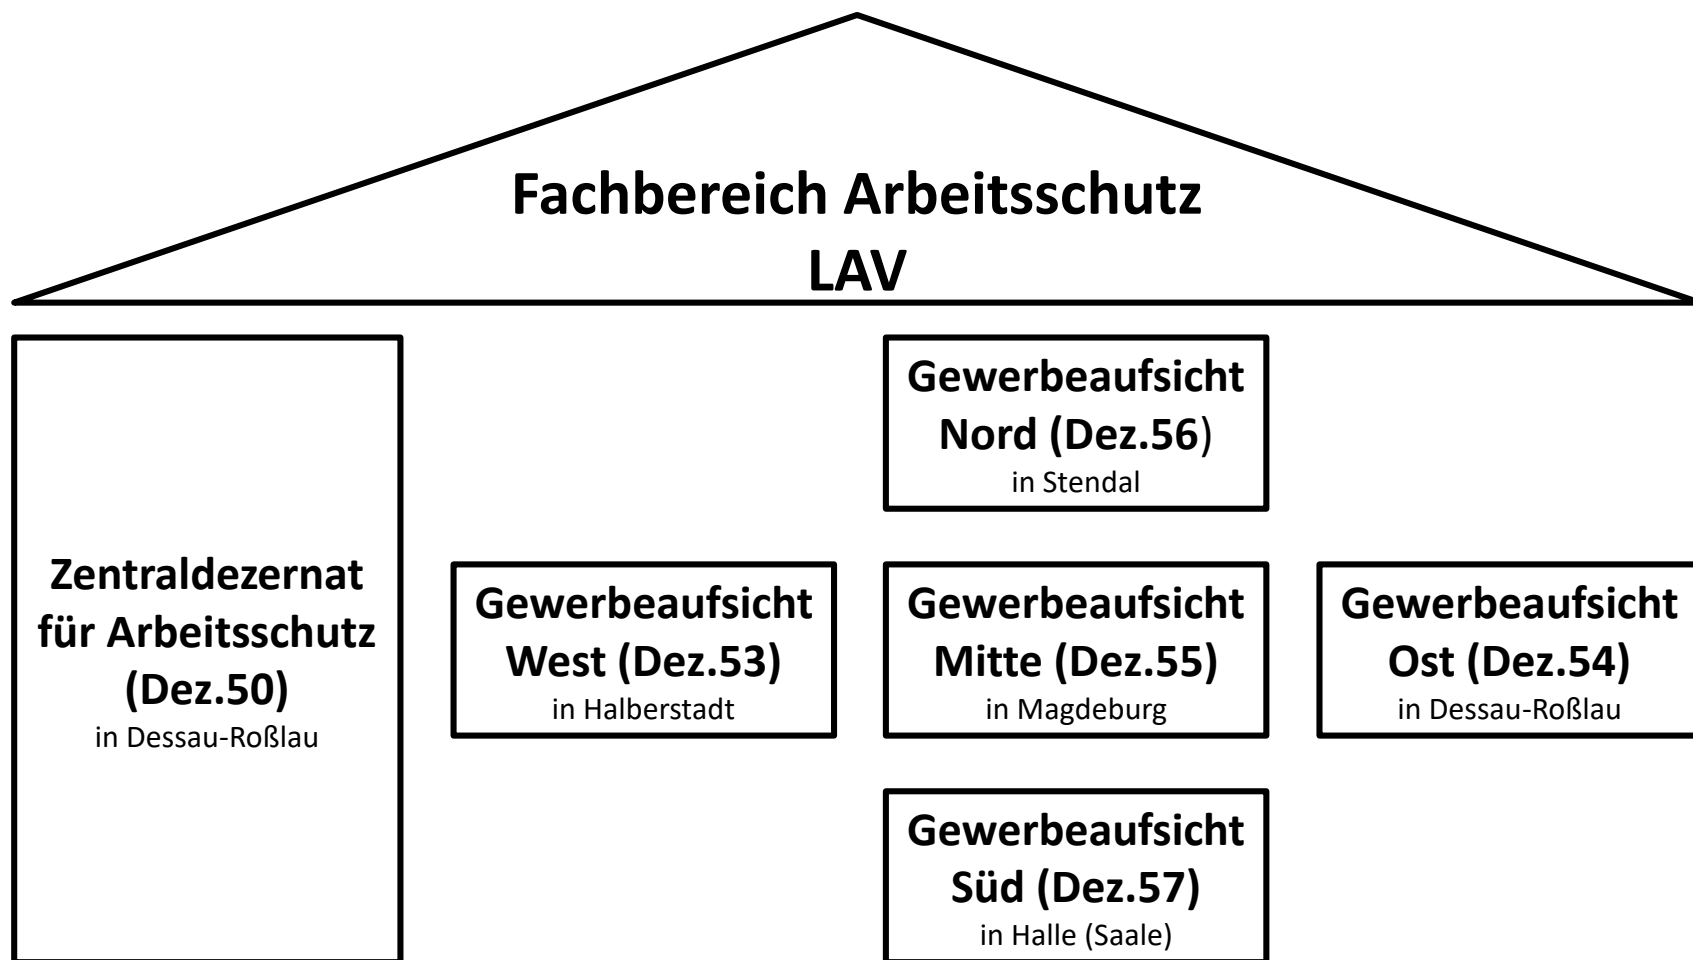 Fachbereich Arbeitsschutz
LAV
Zentraldezernat
für Arbeitsschutz
(Dez.50)
in Dessau-Roßlau
Gewerbeaufsicht
Nord (Dez.56)
in Stendal
Gewerbeaufsicht
West (Dez.53)
in Halberstadt
Gewerbeaufsicht
Mitte (Dez.55)
in Magdeburg
Gewerbeaufsicht
Ost (Dez.54)
in Dessau-Roßlau
Gewerbeaufsicht
Süd (Dez.57)
in Halle (Saale)